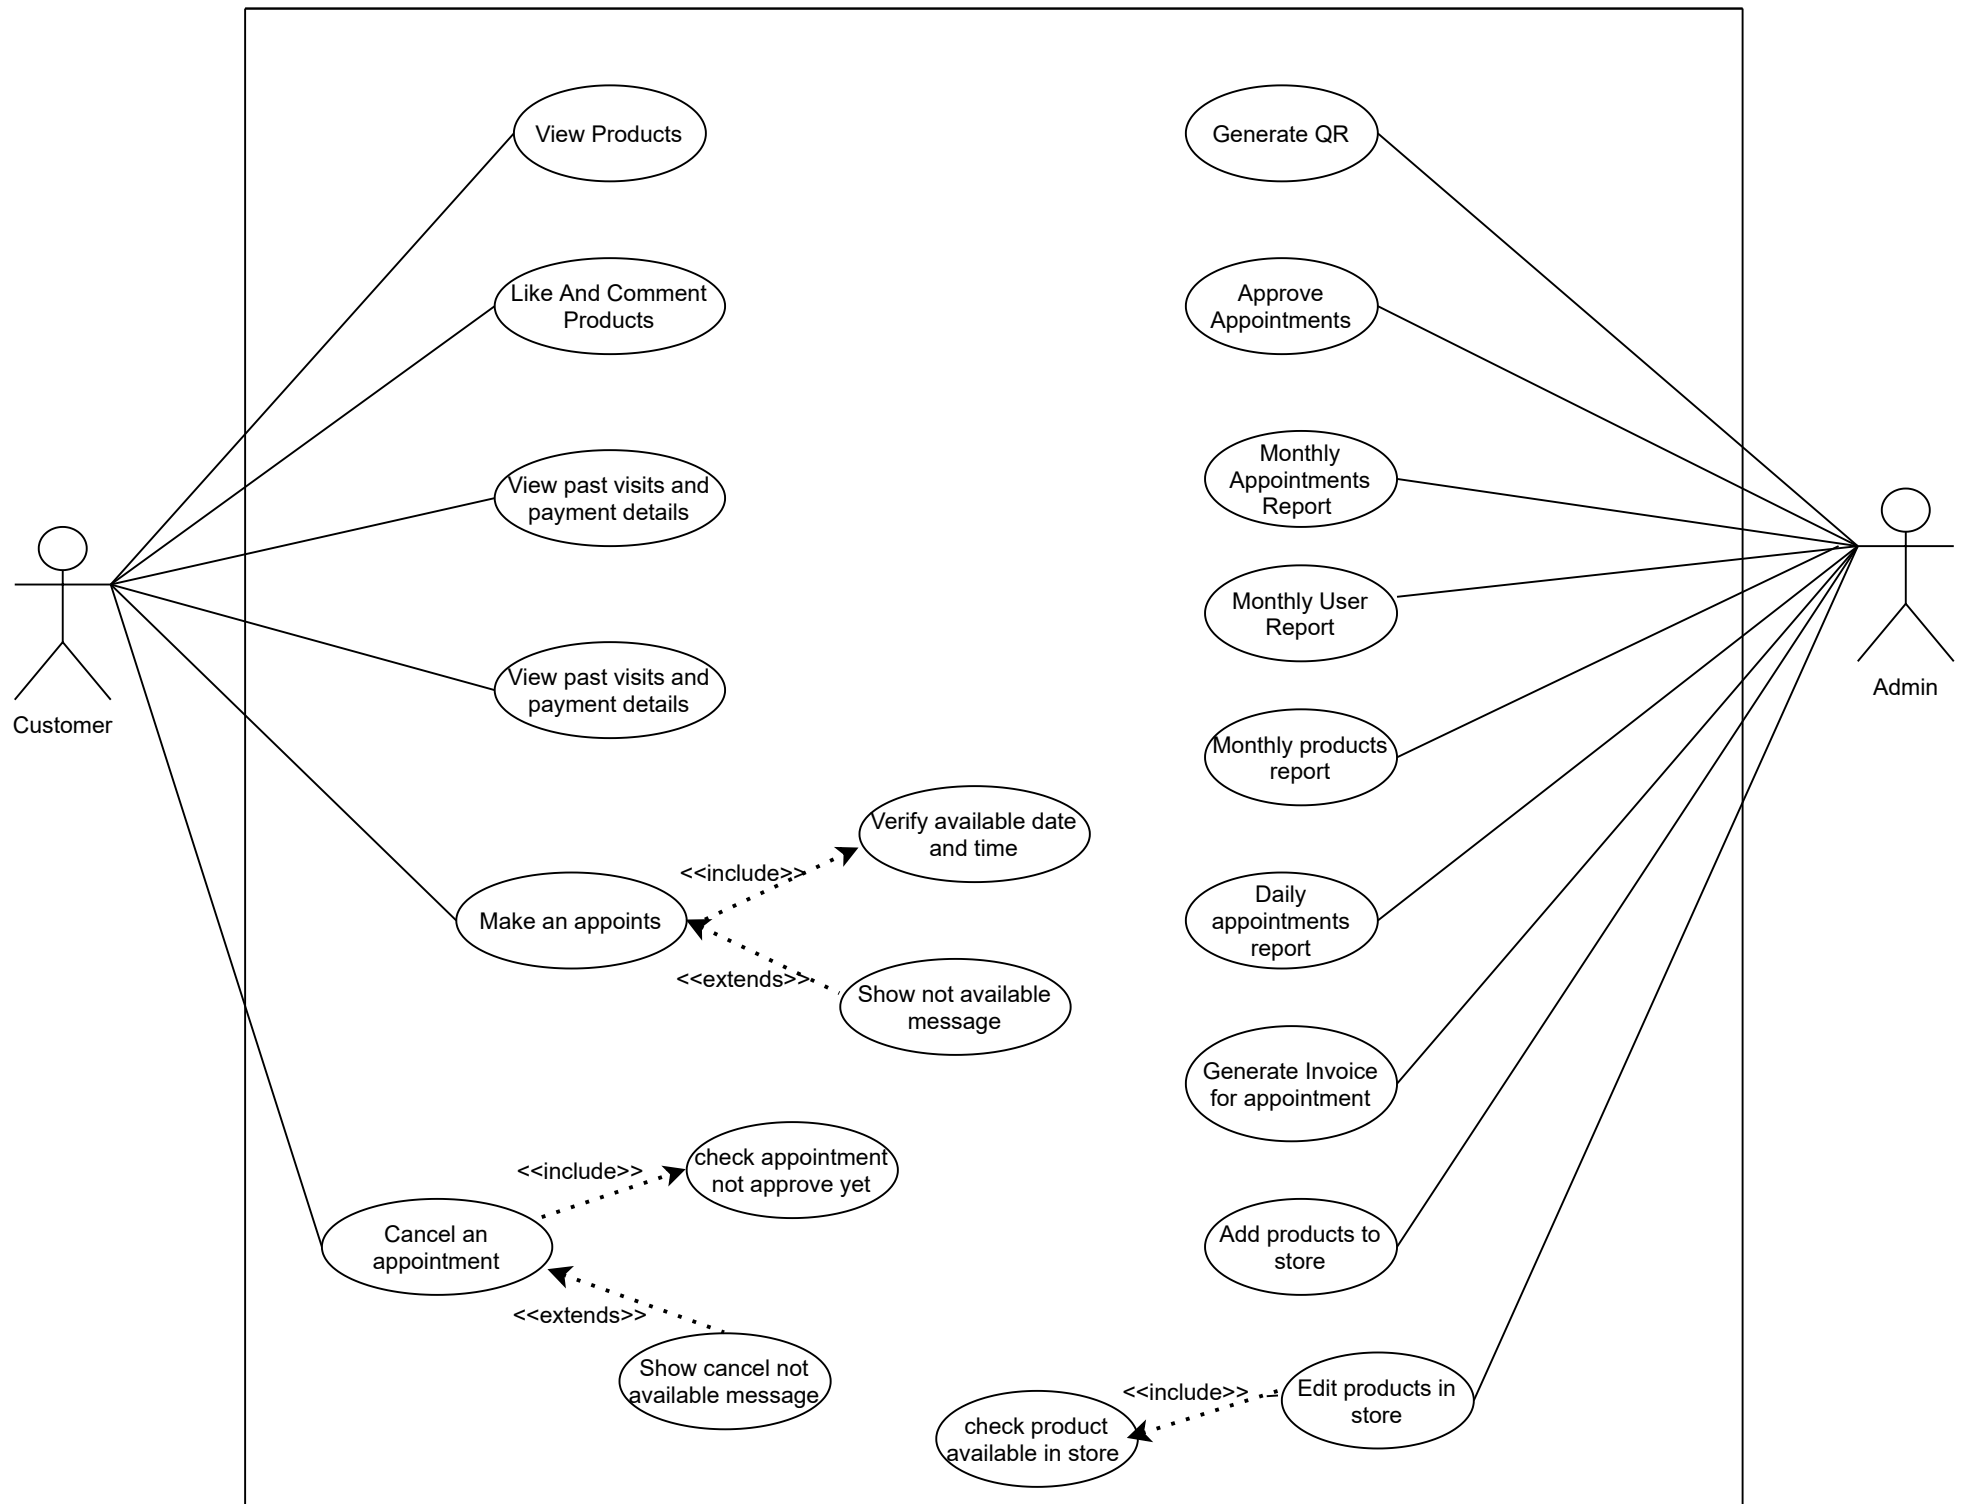 View Products
Generate QR
Like And Comment
Products
Approve
Appointments
View past visits and
payment details
Monthly
Appointments
Report
Monthly User
Report
View past visits and
payment details
Customer
Admin
Monthly products
report
Verify available date
and time
<<include>>
Make an appoints
Daily
appointments
report
<<extends>>
Show not available
message
Generate Invoice
for appointment
<<include>>
check appointment
not approve yet
Cancel an
appointment
Add products to
store
<<extends>>
Show cancel not
available message
<<include>>
Edit products in
store
check product
available in store